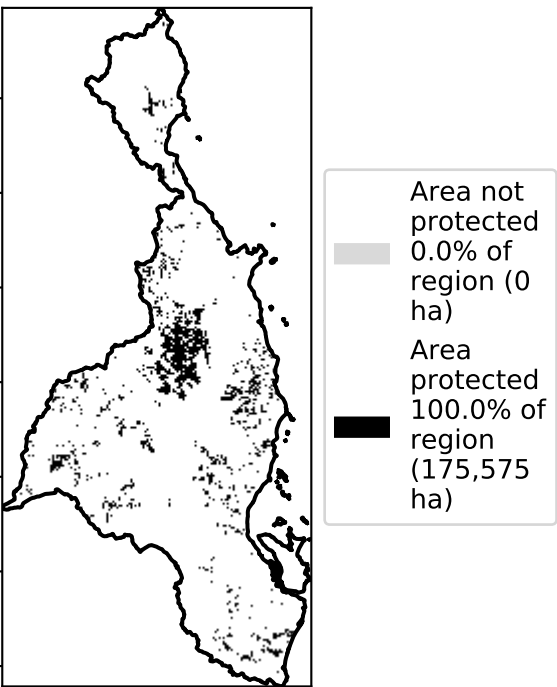 Area not
protected
0.0% of
region (0
ha)
Area
protected
100.0% of
region
(175,575
ha)